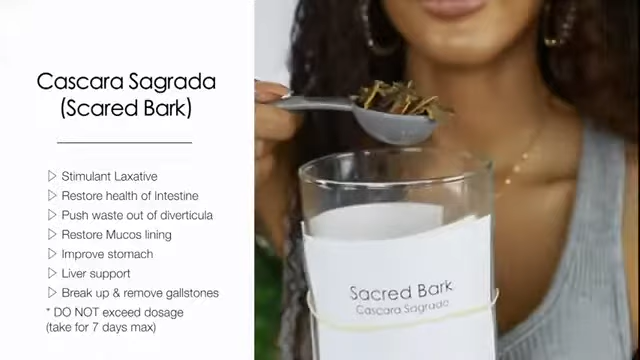 Cascara Sagrada
(Scared Bark)
Stimulant Laxative
Restore health of Intestine
Push waste out of diverticula
Restore Mucos lining
Improve stomach
Liver support
Break up & remove gallstones
* DO NOT exceed dosage
(take for 7 days max)
Sacred Bark
Cascara Sagrada